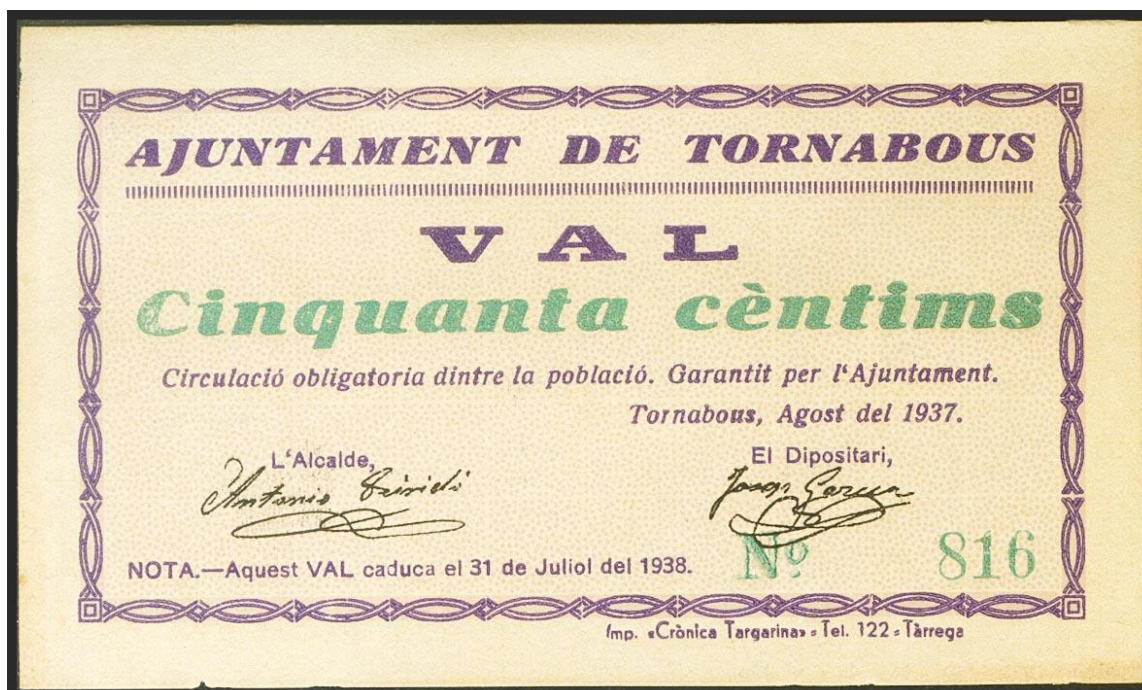 AJUNTAMENT DE TORNABOUS
VAL
Cinquanta cèntims
Circulació obligatoria dintre la població. Garantit per l'Ajuntament.
Tornabous, Agost del 1937.
L'Alcalde,
El Dipositari,
Antonio
NOTA.—Aquest VAL caduca el 31 de Juliol del 1938.
Nº 816
Imp. «Crònica Targarina» - Tel. 122 - Tàrrega